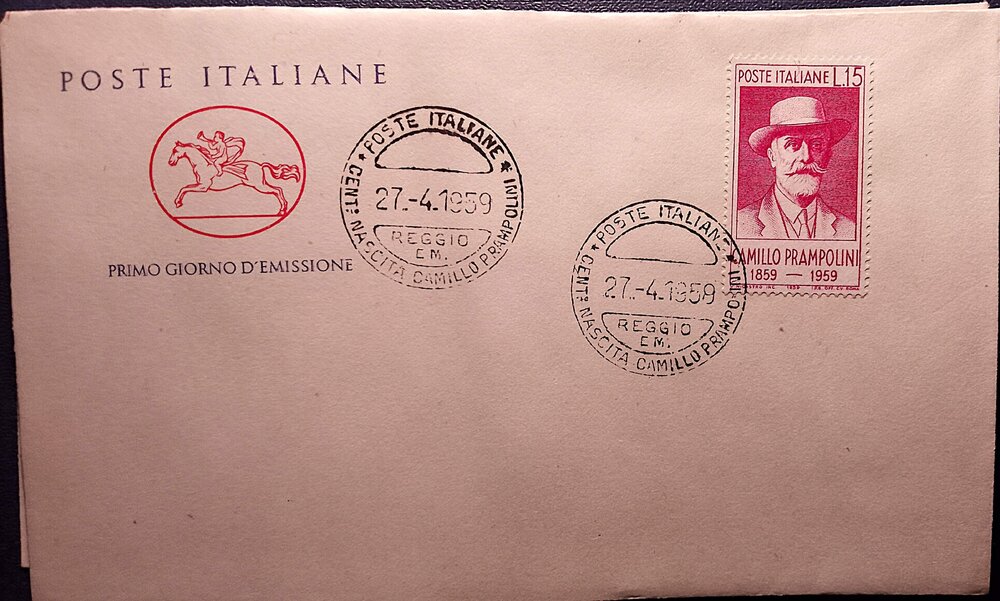 POSTE ITALIANE
PRIMO GIORNO D'EMISSIONE
★ POSTE ITALIANE ★
27.-4.1959
REGGIO
EM.
CENT. NASCITA CAMILLO PRAMPOLINI
★ POSTE ITALIANE
27.-4.1959
REGGIO
EM.
CENT. NASCITA CAMILLO PRAMPOLINI
POSTE ITALIANE L.15
CAMILLO PRAMPOLINI
1859 — 1959